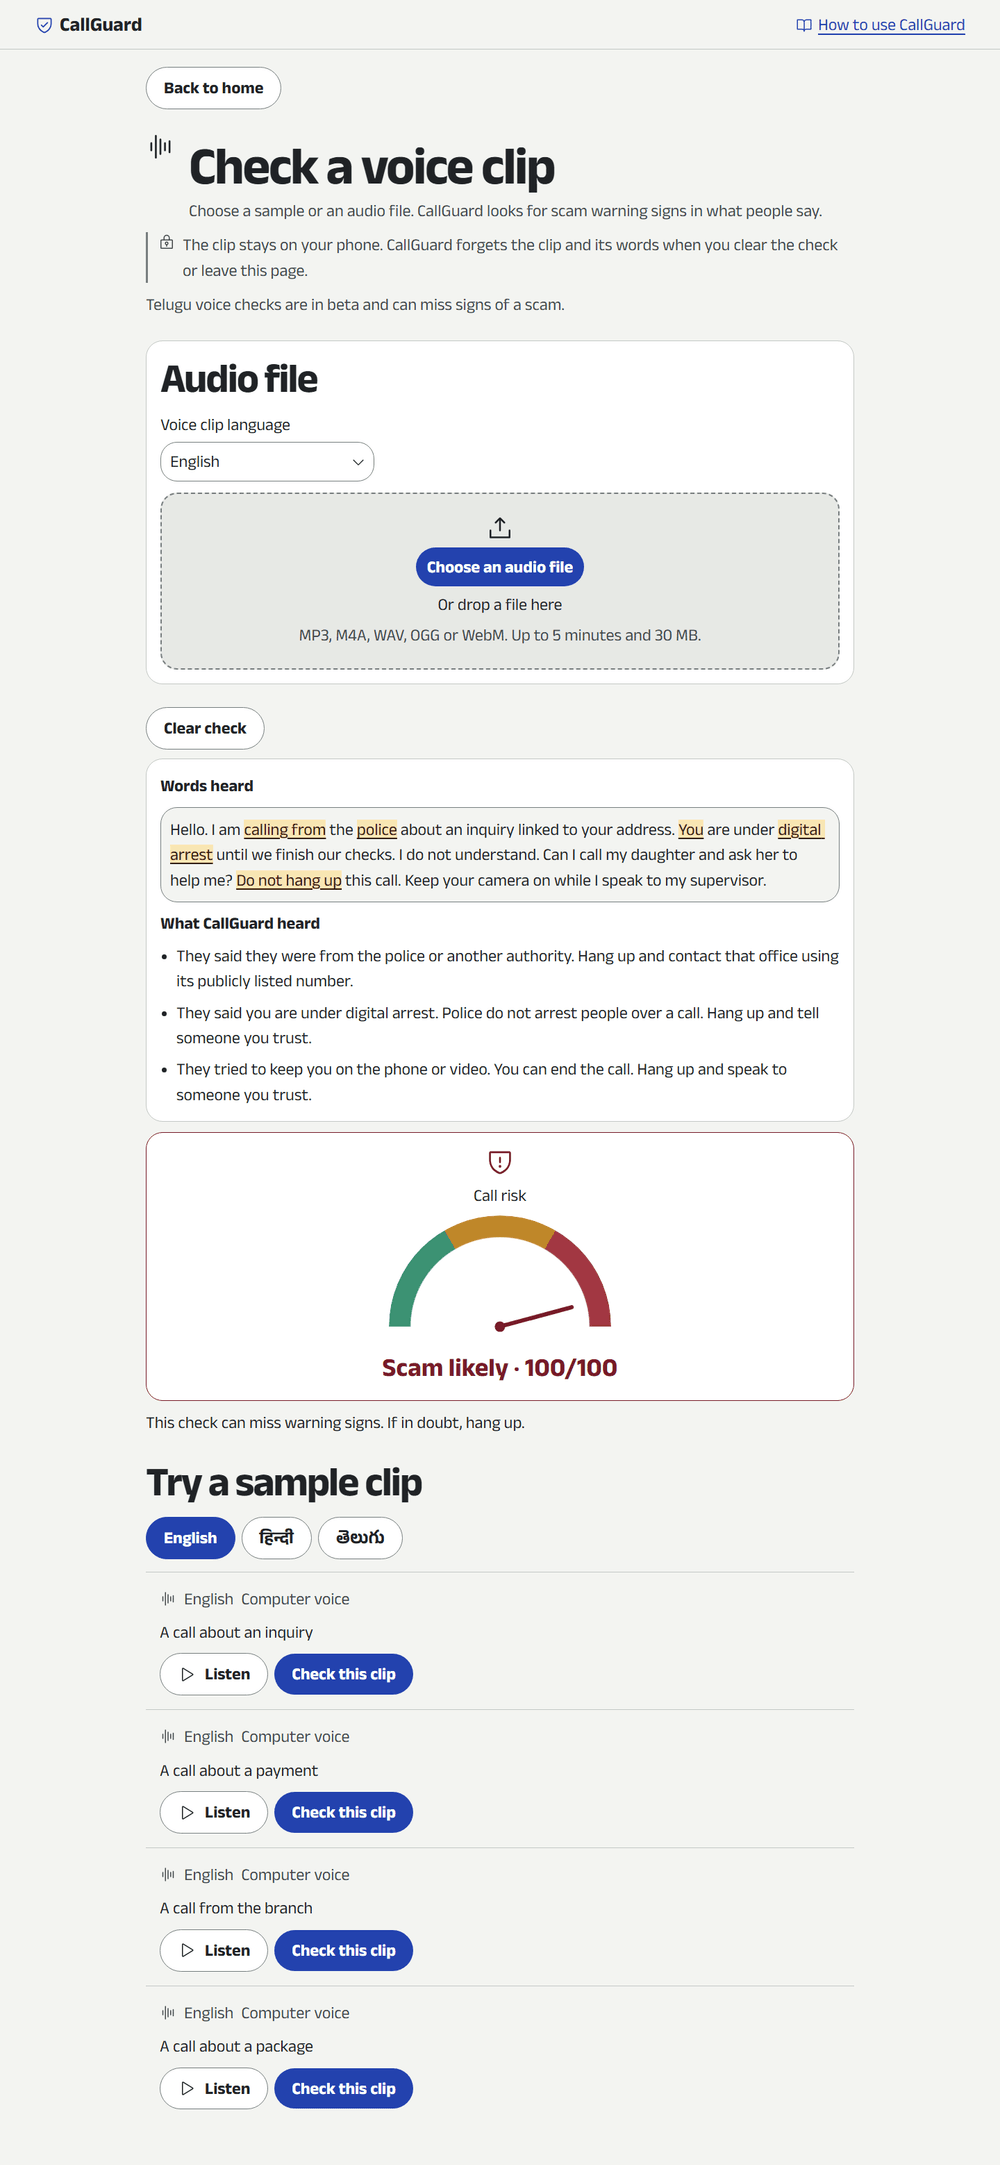 CallGuard
How to use CallGuard
Back to home
Check a voice clip
Choose a sample or an audio file. CallGuard looks for scam warning signs in what people say.
The clip stays on your phone. CallGuard forgets the clip and its words when you clear the check
or leave this page.
Telugu voice checks are in beta and can miss signs of a scam.
Audio file
Voice clip language
English
Choose an audio file
Or drop a file here
MP3, M4A, WAV, OGG or WebM. Up to 5 minutes and 30 MB.
Clear check
Words heard
Hello. I am calling from the police about an inquiry linked to your address. You are under digital
arrest until we finish our checks. I do not understand. Can I call my daughter and ask her to
help me? Do not hang up this call. Keep your camera on while I speak to my supervisor.
What CallGuard heard
• They said they were from the police or another authority. Hang up and contact that office using
its publicly listed number.
• They said you are under digital arrest. Police do not arrest people over a call. Hang up and tell
someone you trust.
• They tried to keep you on the phone or video. You can end the call. Hang up and speak to
someone you trust.
Call risk
Scam likely · 100/100
This check can miss warning signs. If in doubt, hang up.
Try a sample clip
English हिन्दी తెలుగు
English Computer voice
A call about an inquiry
Listen Check this clip
English Computer voice
A call about a payment
Listen Check this clip
English Computer voice
A call from the branch
Listen Check this clip
English Computer voice
A call about a package
Listen Check this clip